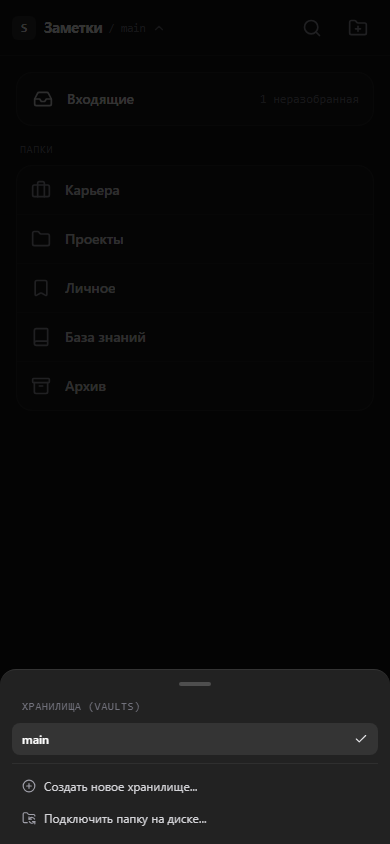 S Заметки / main
Входящие 1 неразобранная
ПАПКИ
Карьера
Проекты
Личное
База знаний
Архив
ХРАНИЛИЩА (VAULTS)
main
Создать новое хранилище...
Подключить папку на диске...